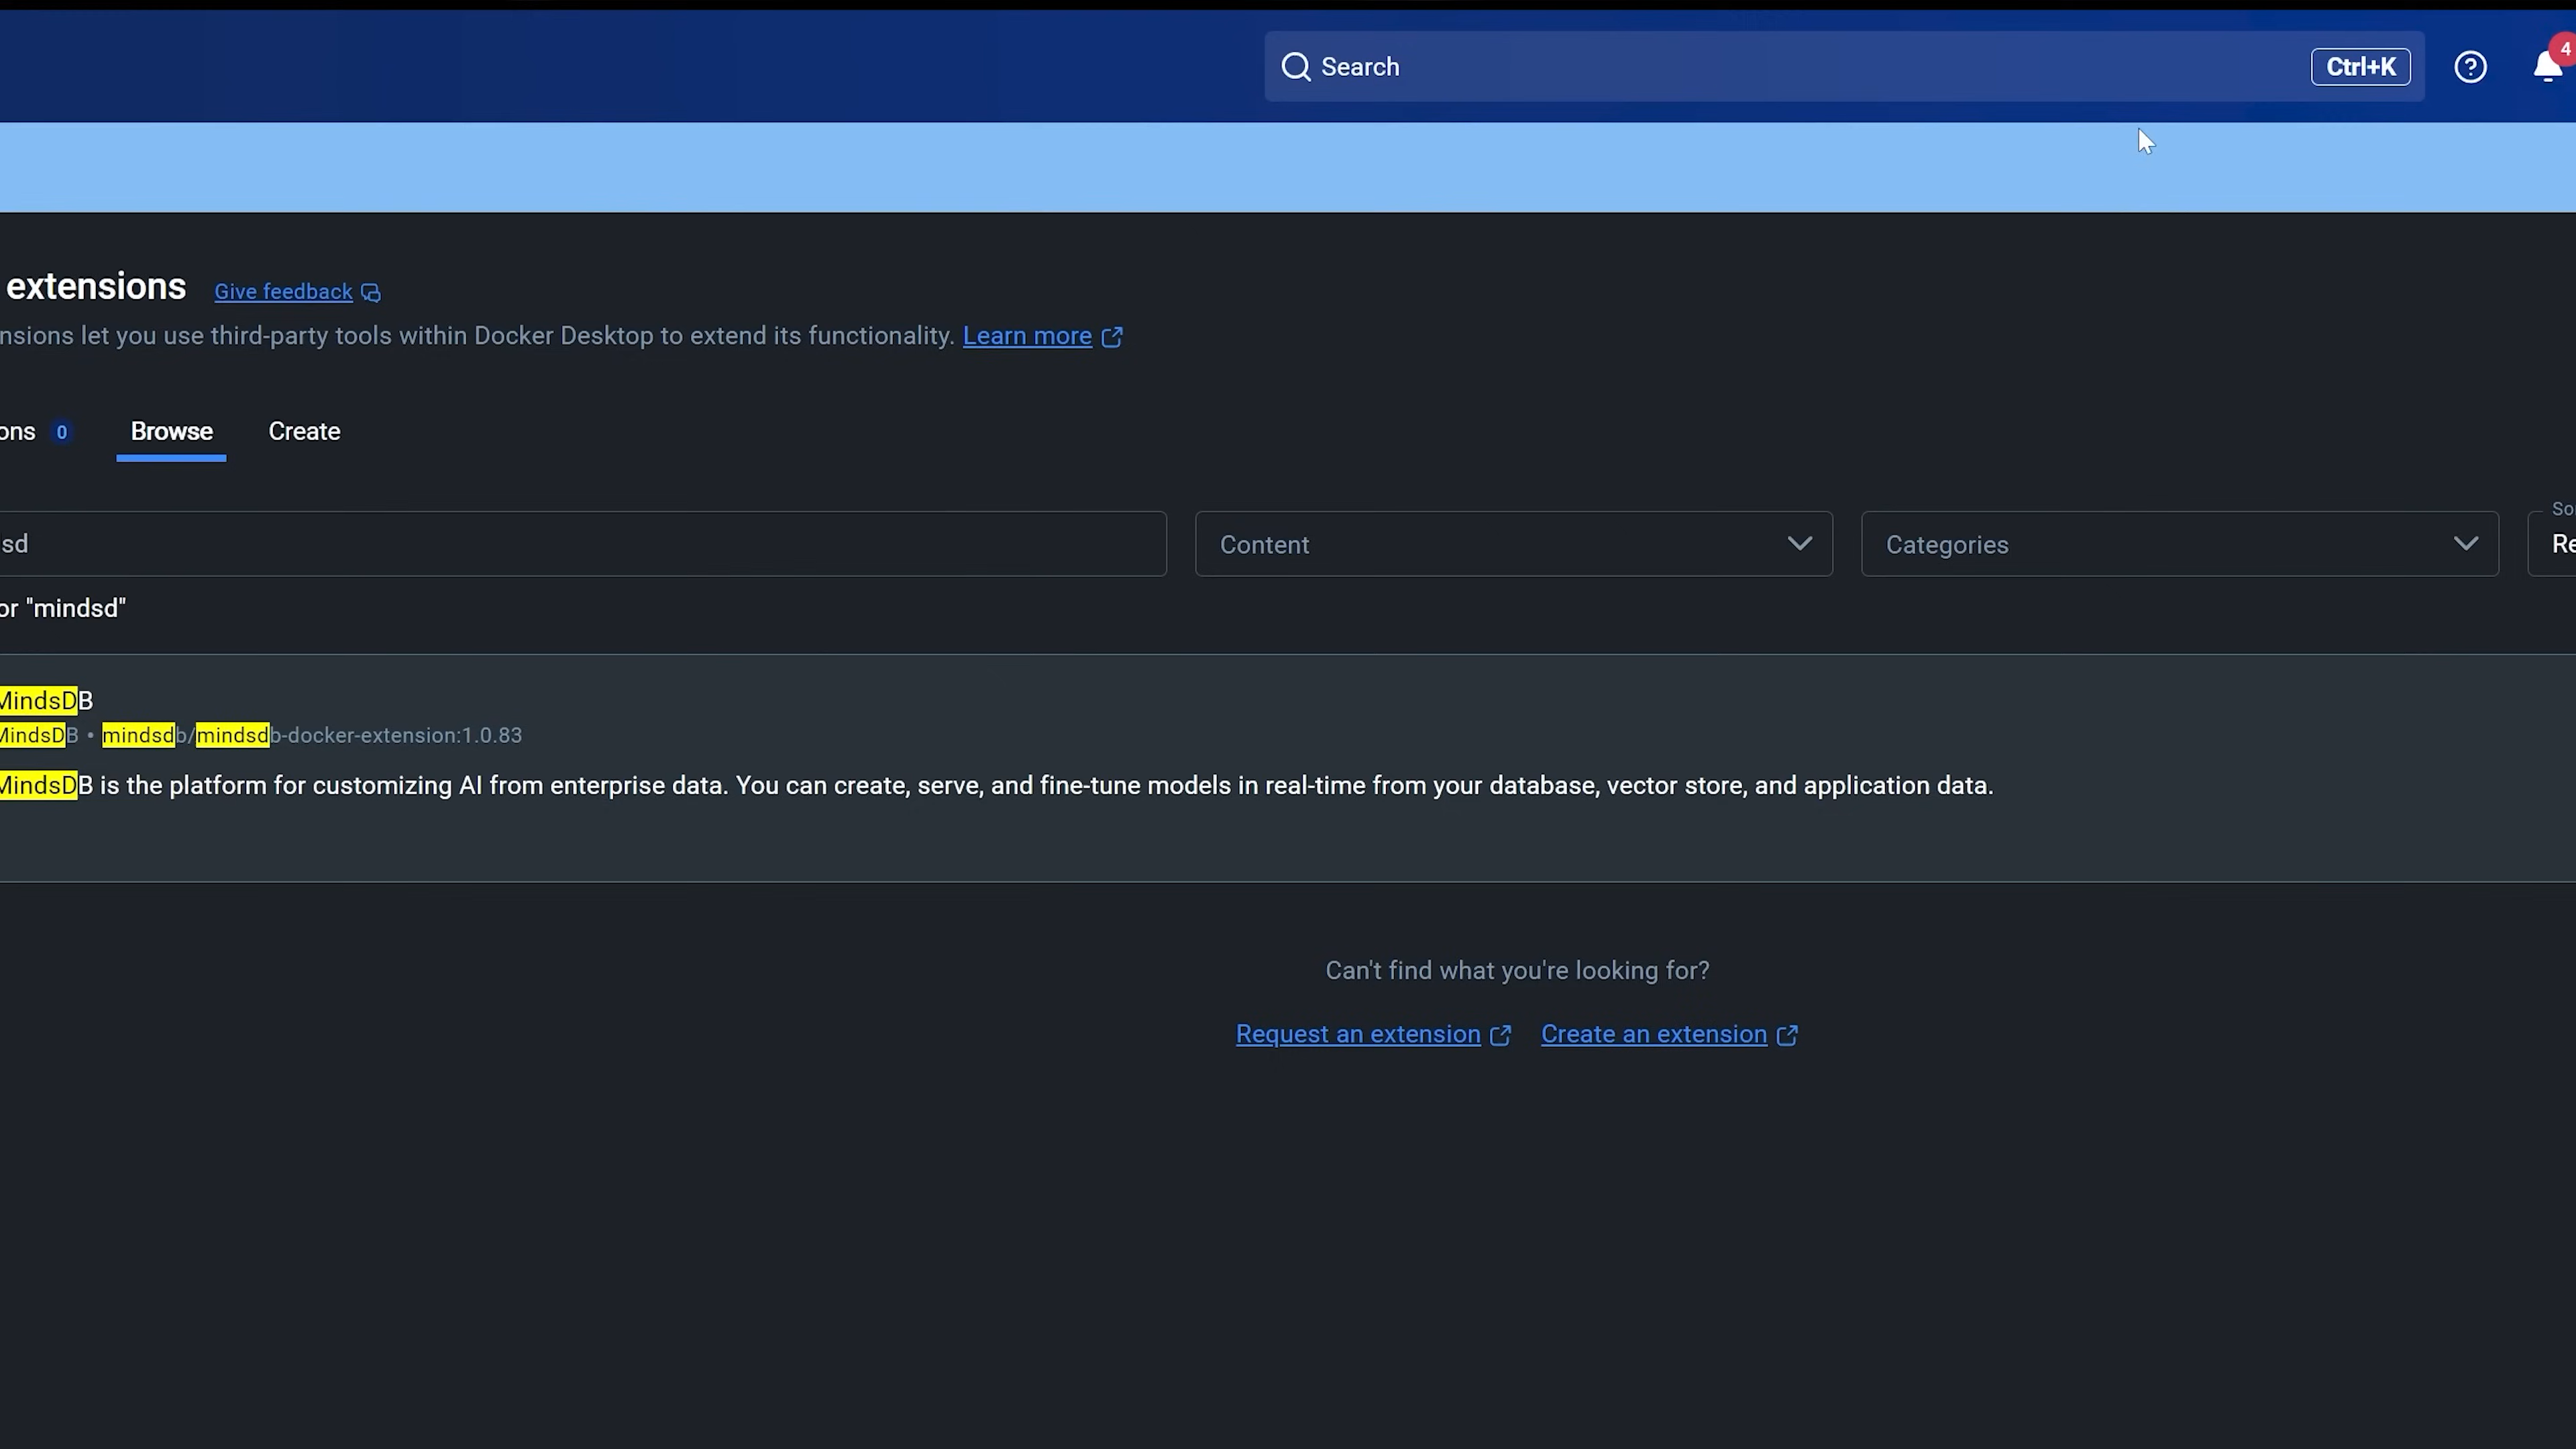 Search Ctrl+K 4
extensions Give feedback
nsions let you use third-party tools within Docker Desktop to extend its functionality. Learn more
ons 0 Browse Create
So
sd Content Categories Re
or "mindsd"
MindsDB
MindsDB • mindsdb/mindsdb-docker-extension:1.0.83
MindsDB is the platform for customizing AI from enterprise data. You can create, serve, and fine-tune models in real-time from your database, vector store, and application data.
Can't find what you're looking for?
Request an extension Create an extension